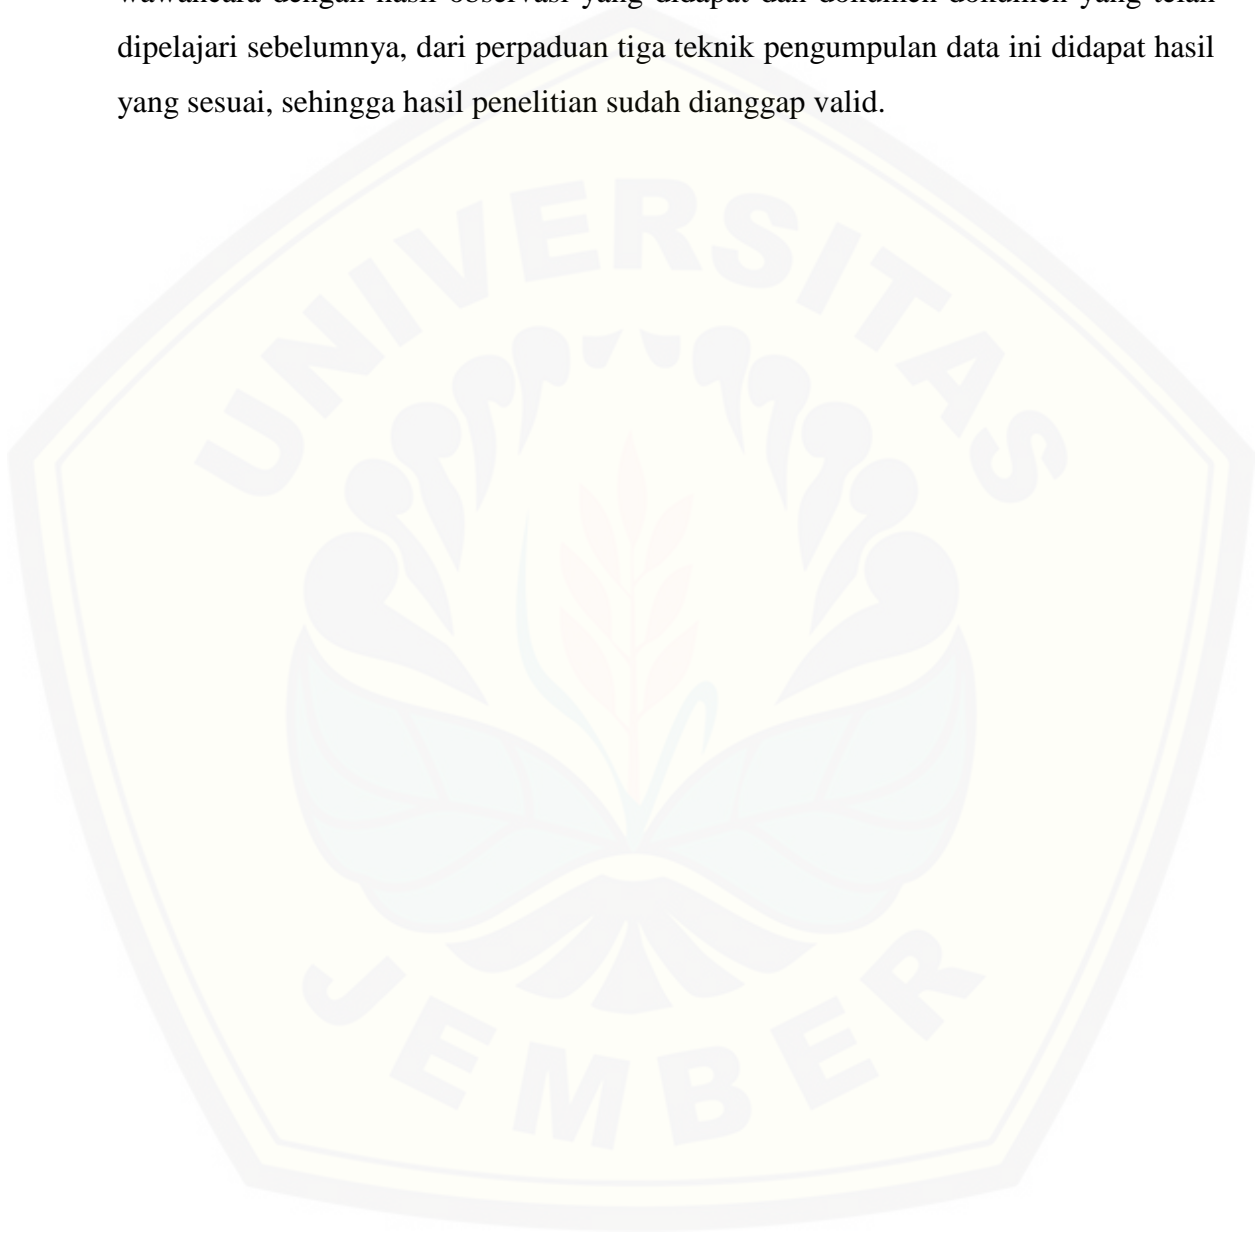 wawancara dengan hasil observasi yang didapat dan dokumen-dokumen yang telah
dipelajari sebelumnya, dari perpaduan tiga teknik pengumpulan data ini didapat hasil
yang sesuai, sehingga hasil penelitian sudah dianggap valid.
UNIVERSITAS
JEMBER